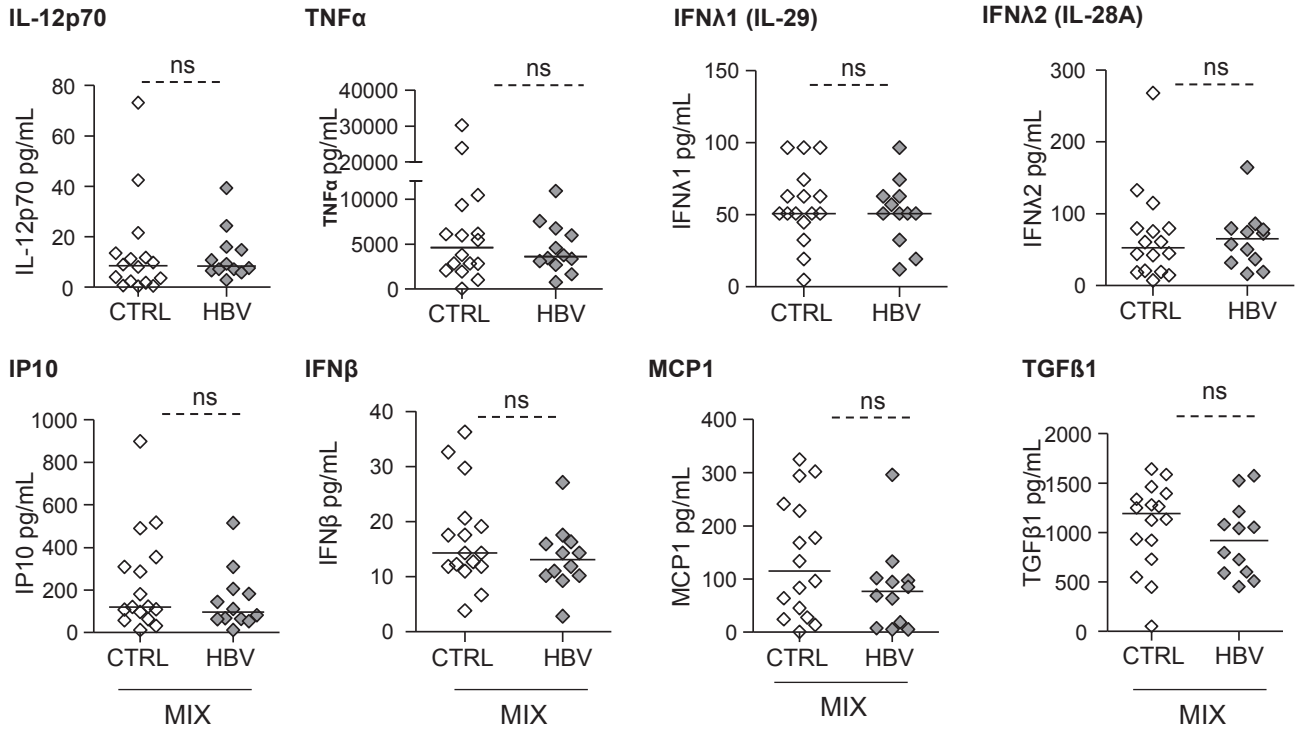 IL-12p70
TNFα
IFNλ1 (IL-29)
IFNλ2 (IL-28A)
ns
80
60
40
20
0
IL-12p70 pg/mL
CTRL HBV
ns
40000
30000
20000
10000
5000
0
TNFα pg/mL
CTRL HBV
ns
150
100
50
0
IFNλ1 pg/mL
CTRL HBV
ns
300
200
100
0
IFNλ2 pg/mL
CTRL HBV
IP10
IFNβ
MCP1
TGFß1
ns
1000
800
600
400
200
0
IP10 pg/mL
CTRL HBV
MIX
ns
40
30
20
10
0
IFNβ pg/mL
CTRL HBV
MIX
ns
400
300
200
100
0
MCP1 pg/mL
CTRL HBV
MIX
ns
2000
1500
1000
500
0
TGFβ1 pg/mL
CTRL HBV
MIX